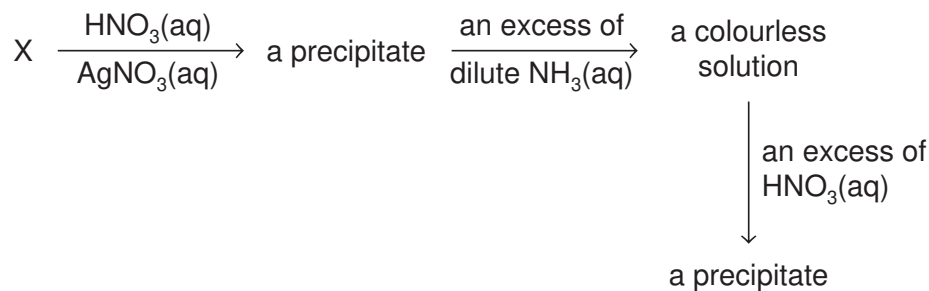 X
HNO₃(aq)
AgNO₃(aq)
a precipitate
an excess of
dilute NH₃(aq)
a colourless
solution
an excess of
HNO₃(aq)
a precipitate